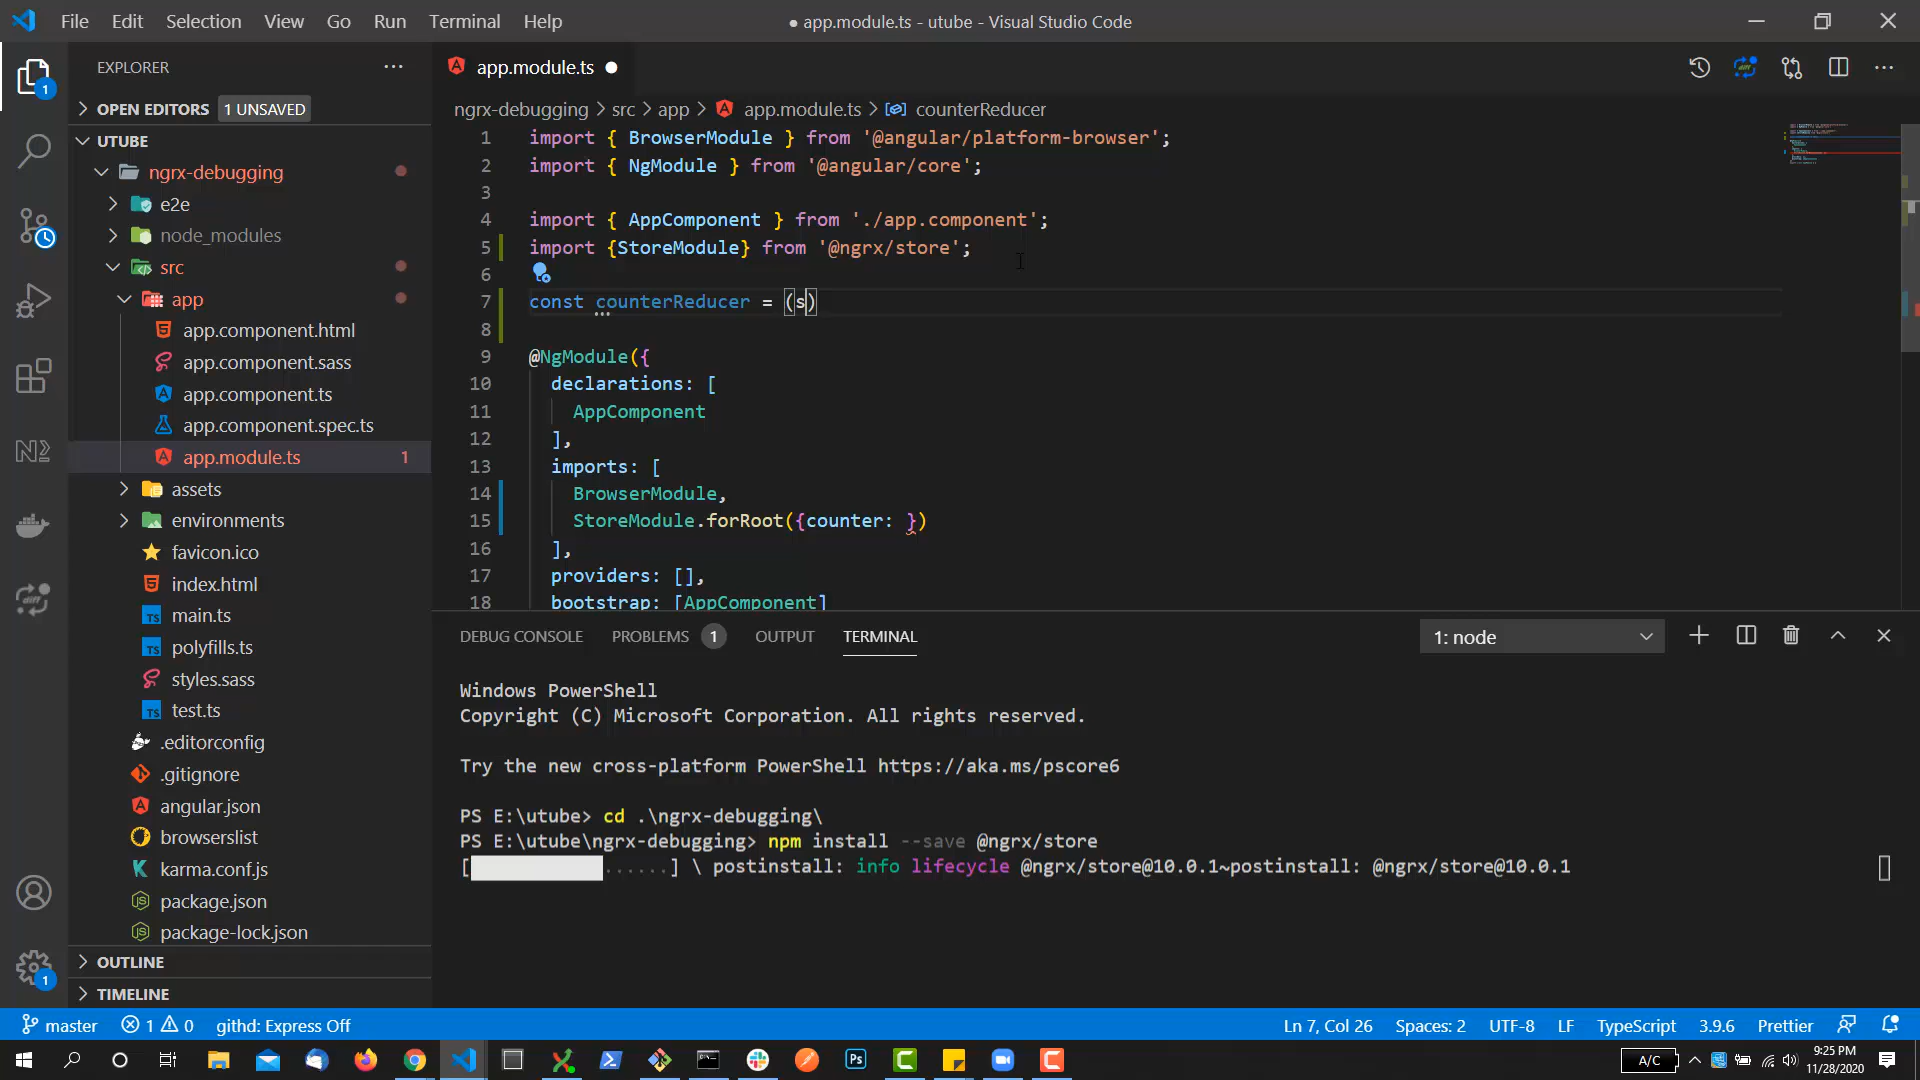 File Edit Selection View Go Run Terminal Help
● app.module.ts - utube - Visual Studio Code
EXPLORER
OPEN EDITORS 1 UNSAVED
UTUBE
ngrx-debugging
e2e
node_modules
src
app
app.component.html
app.component.sass
app.component.ts
app.component.spec.ts
app.module.ts 1
assets
environments
favicon.ico
index.html
main.ts
polyfills.ts
styles.sass
test.ts
.editorconfig
.gitignore
angular.json
browserslist
karma.conf.js
package.json
package-lock.json
OUTLINE
TIMELINE
app.module.ts
ngrx-debugging > src > app > app.module.ts > counterReducer
1 import { BrowserModule } from '@angular/platform-browser';
2 import { NgModule } from '@angular/core';
3
4 import { AppComponent } from './app.component';
5 import {StoreModule} from '@ngrx/store';
6
7 const counterReducer = (s)
8
9 @NgModule({
10 declarations: [
11 AppComponent
12 ],
13 imports: [
14 BrowserModule,
15 StoreModule.forRoot({counter: })
16 ],
17 providers: [],
18 bootstrap: [AppComponent]
DEBUG CONSOLE PROBLEMS 1 OUTPUT TERMINAL
1: node
Windows PowerShell
Copyright (C) Microsoft Corporation. All rights reserved.
Try the new cross-platform PowerShell https://aka.ms/pscore6
PS E:\utube> cd .\ngrx-debugging\
PS E:\utube\ngrx-debugging> npm install --save @ngrx/store
[ ......] \ postinstall: info lifecycle @ngrx/store@10.0.1~postinstall: @ngrx/store@10.0.1
master 1 0 githd: Express Off
Ln 7, Col 26 Spaces: 2 UTF-8 LF TypeScript 3.9.6 Prettier
A/C
9:25 PM
11/28/2020